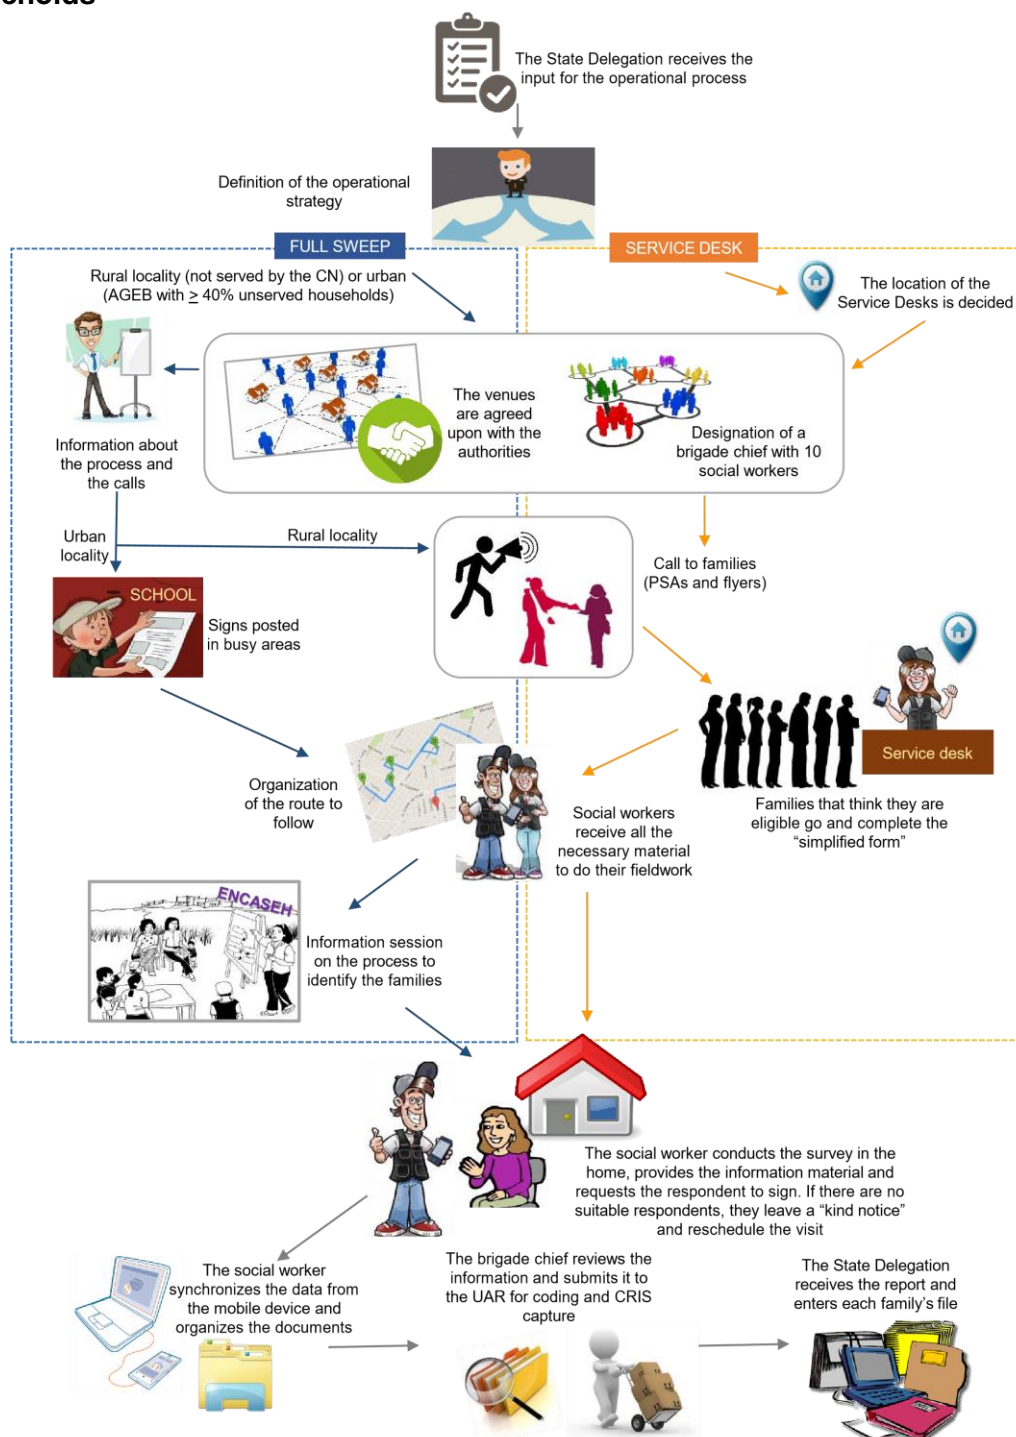 The State Delegation receives the
input for the operational process
Definition of the operational
strategy
FULL SWEEP
SERVICE DESK
Rural locality (not served by the CN) or urban
(AGEB with ≥ 40% unserved households)
The location of the
Service Desks is decided
The venues
are agreed
upon with the
authorities
Designation of a
brigade chief with 10
social workers
Information about
the process and
the calls
Urban
locality
Rural locality
Call to families
(PSAs and flyers)
SCHOOL
Signs posted
in busy areas
Service desk
Organization
of the route to
follow
Social workers
receive all the
necessary material
to do their fieldwork
Families that think they are
eligible go and complete the
“simplified form”
ENCASEH
Information session
on the process to
identify the families
The social worker conducts the survey in the
home, provides the information material and
requests the respondent to sign. If there are no
suitable respondents, they leave a “kind notice”
and reschedule the visit
The social worker
synchronizes the data from
the mobile device and
organizes the documents
The brigade chief reviews the
information and submits it to
the UAR for coding and CRIS
capture
The State Delegation
receives the report and
enters each family’s file